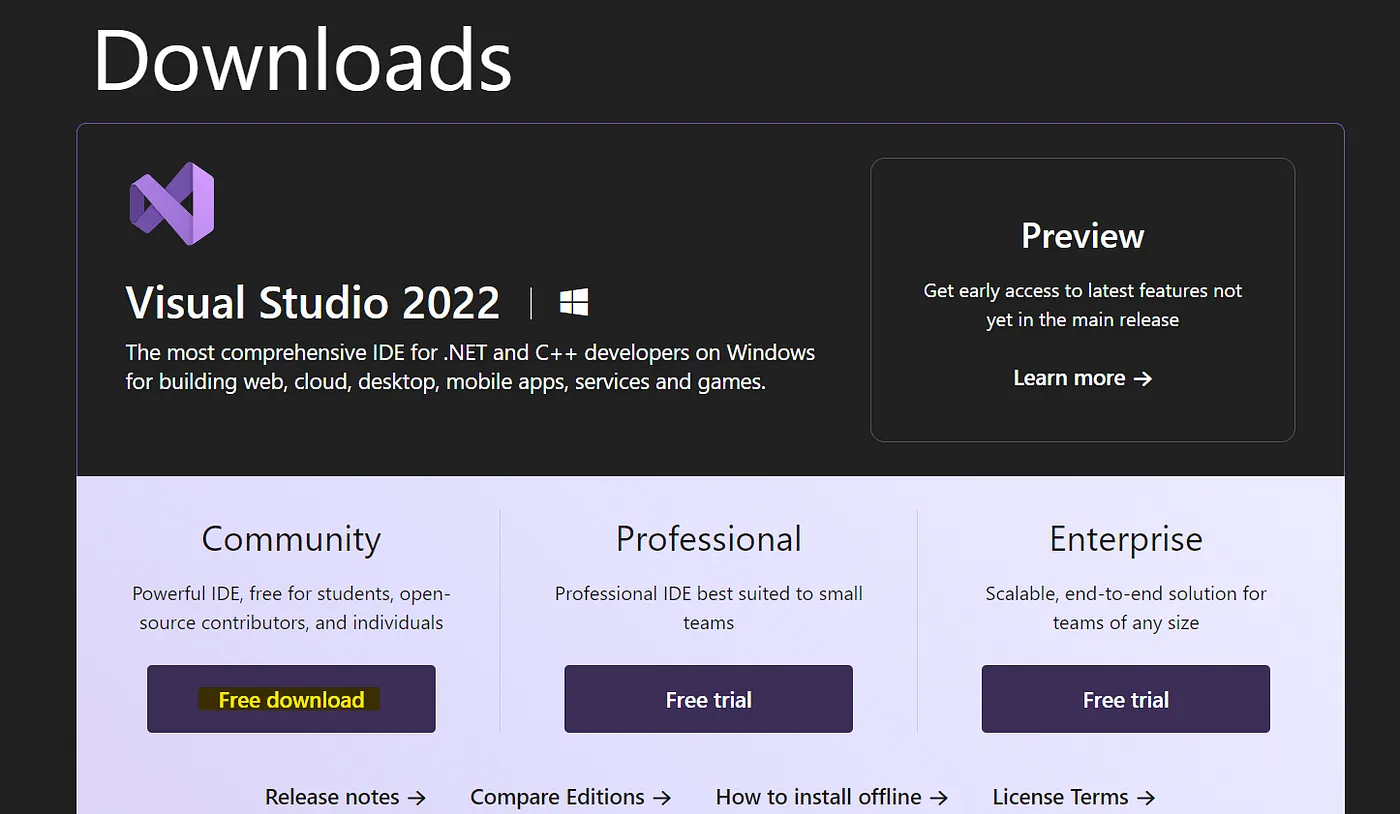 Downloads
Visual Studio 2022
The most comprehensive IDE for .NET and C++ developers on Windows
for building web, cloud, desktop, mobile apps, services and games.
Preview
Get early access to latest features not
yet in the main release
Learn more →
Community
Powerful IDE, free for students, open-
source contributors, and individuals
Free download
Professional
Professional IDE best suited to small
teams
Free trial
Enterprise
Scalable, end-to-end solution for
teams of any size
Free trial
Release notes →
Compare Editions →
How to install offline →
License Terms →